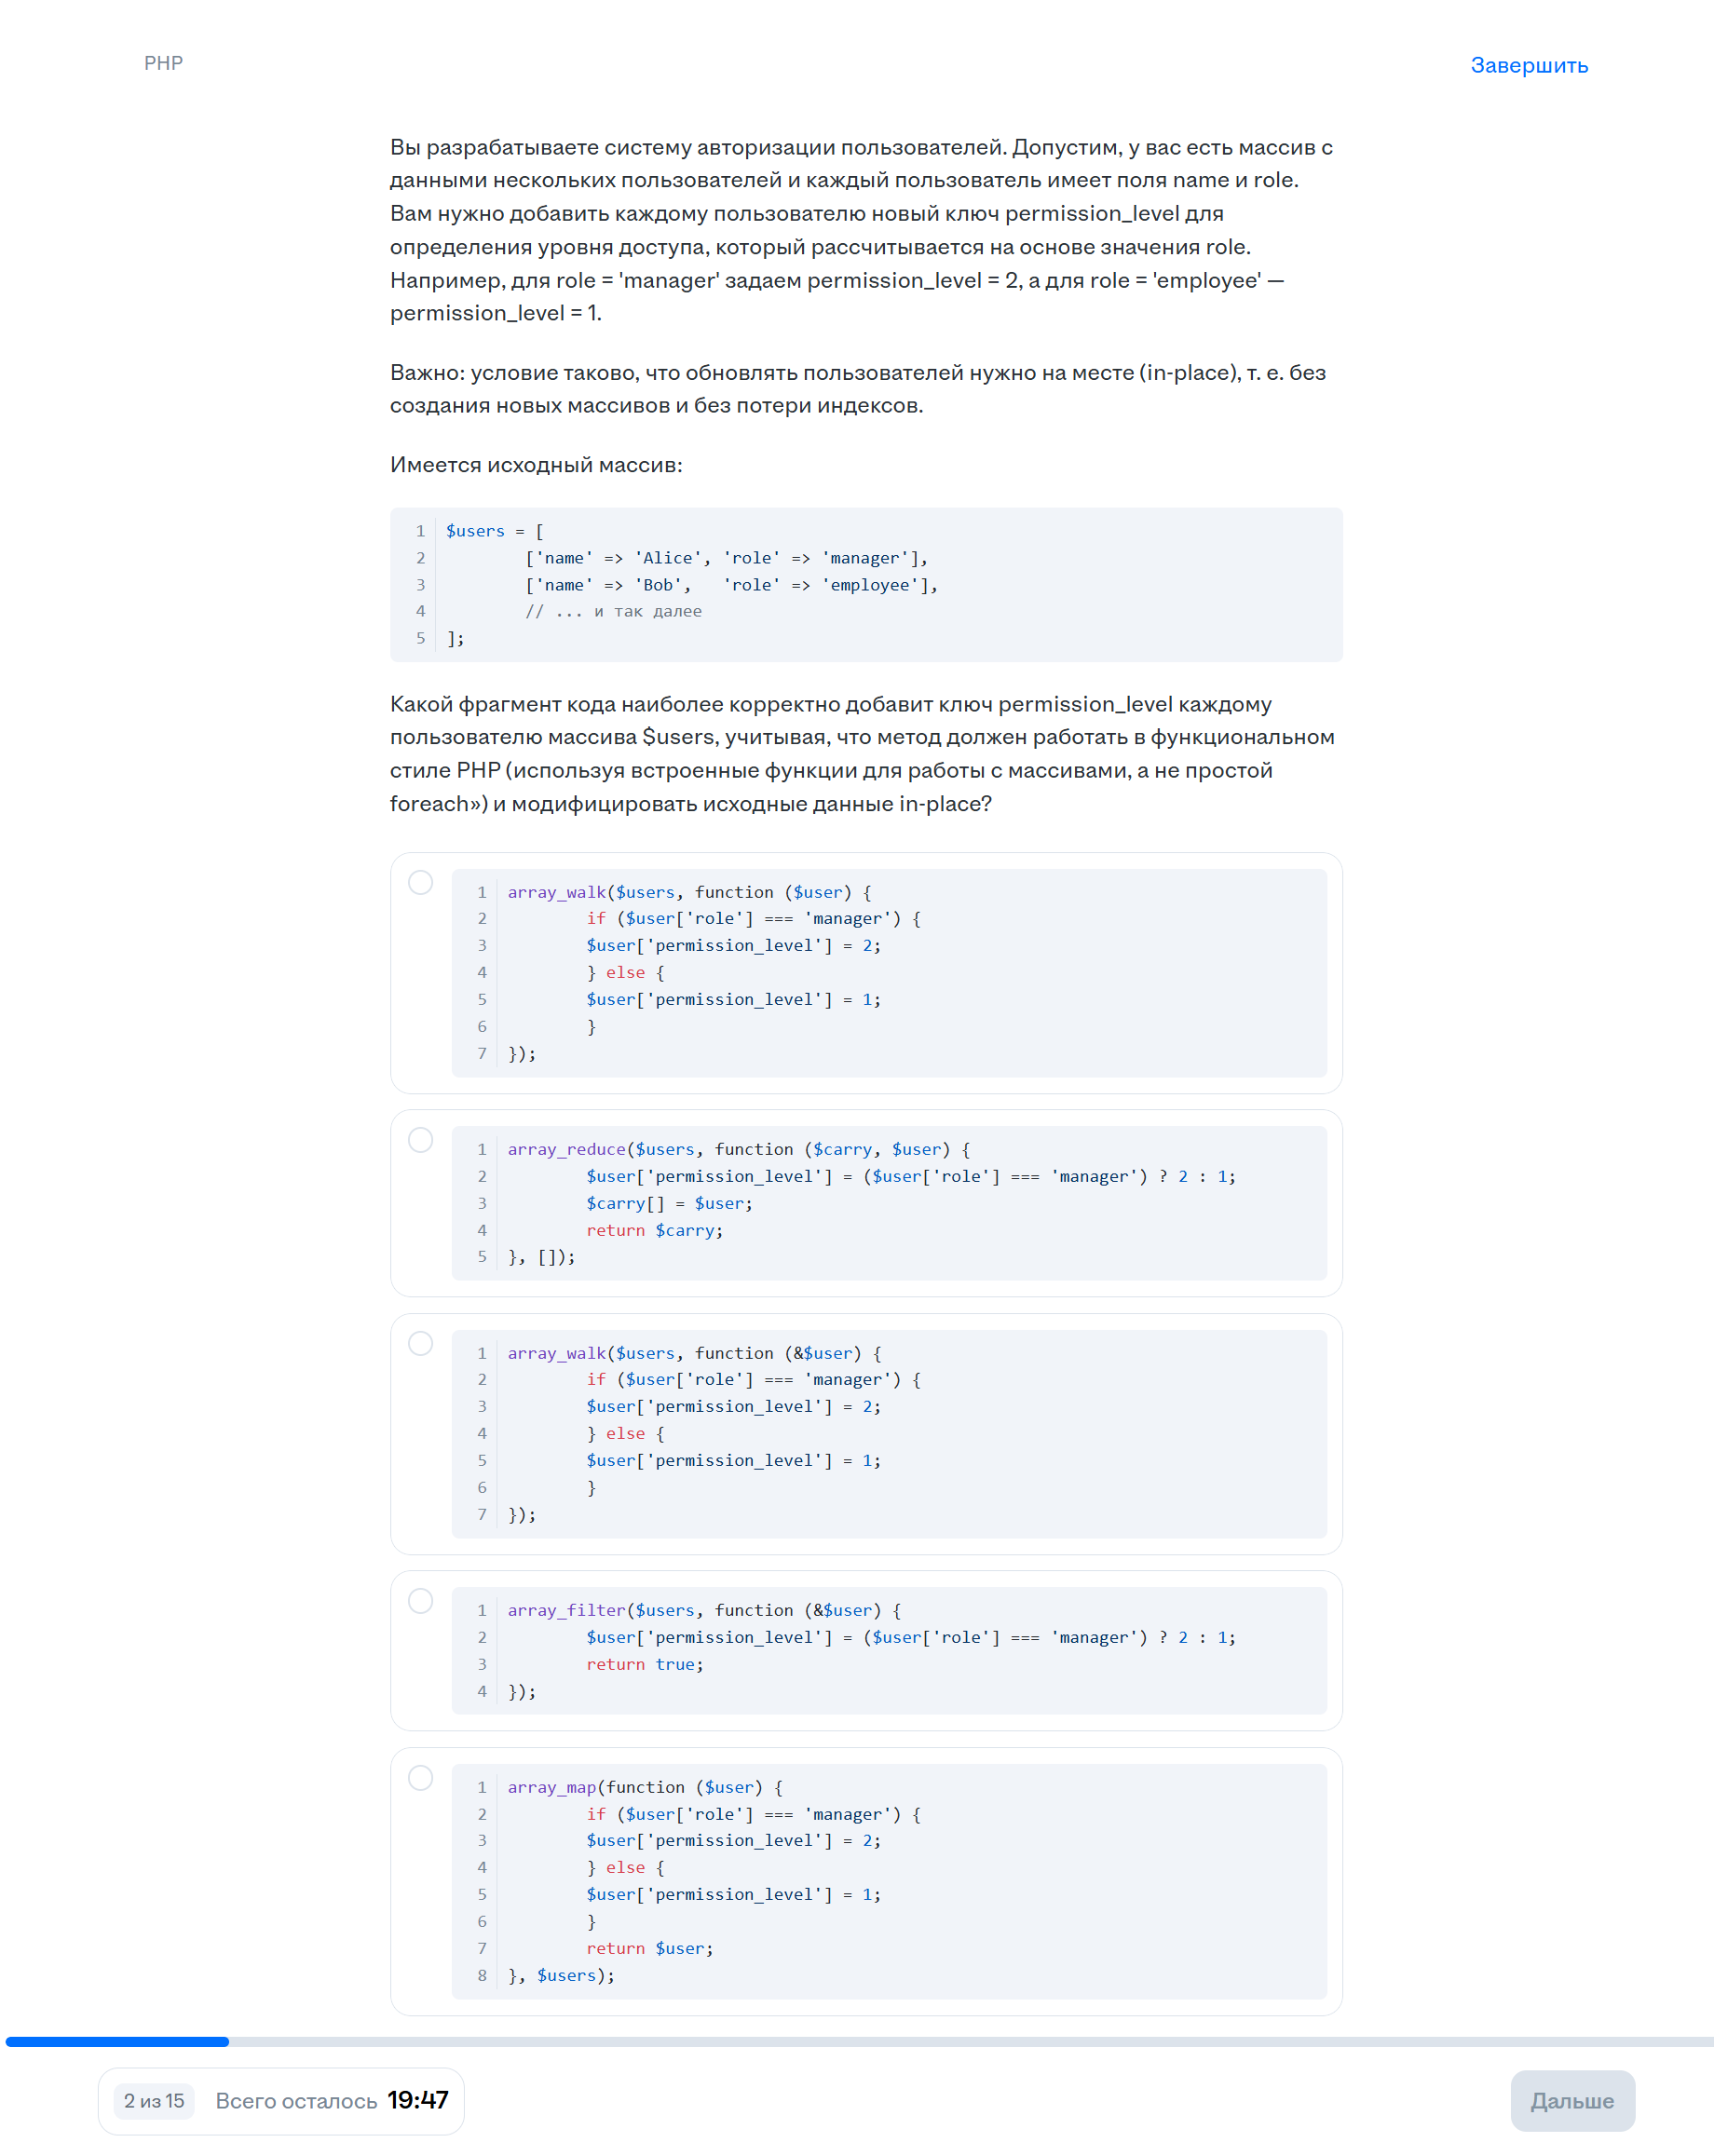 PHP
Завершить
Вы разрабатываете систему авторизации пользователей. Допустим, у вас есть массив с
данными нескольких пользователей и каждый пользователь имеет поля name и role.
Вам нужно добавить каждому пользователю новый ключ permission_level для
определения уровня доступа, который рассчитывается на основе значения role.
Например, для role = 'manager' задаем permission_level = 2, а для role = 'employee' —
permission_level = 1.
Важно: условие таково, что обновлять пользователей нужно на месте (in-place), т. е. без
создания новых массивов и без потери индексов.
Имеется исходный массив:
1 $users = [
2         ['name' => 'Alice', 'role' => 'manager'],
3         ['name' => 'Bob',   'role' => 'employee'],
4         // ... и так далее
5 ];
Какой фрагмент кода наиболее корректно добавит ключ permission_level каждому
пользователю массива $users, учитывая, что метод должен работать в функциональном
стиле PHP (используя встроенные функции для работы с массивами, а не простой
foreach») и модифицировать исходные данные in-place?
1 array_walk($users, function ($user) {
2         if ($user['role'] === 'manager') {
3         $user['permission_level'] = 2;
4         } else {
5         $user['permission_level'] = 1;
6         }
7 });
1 array_reduce($users, function ($carry, $user) {
2         $user['permission_level'] = ($user['role'] === 'manager') ? 2 : 1;
3         $carry[] = $user;
4         return $carry;
5 }, []);
1 array_walk($users, function (&$user) {
2         if ($user['role'] === 'manager') {
3         $user['permission_level'] = 2;
4         } else {
5         $user['permission_level'] = 1;
6         }
7 });
1 array_filter($users, function (&$user) {
2         $user['permission_level'] = ($user['role'] === 'manager') ? 2 : 1;
3         return true;
4 });
1 array_map(function ($user) {
2         if ($user['role'] === 'manager') {
3         $user['permission_level'] = 2;
4         } else {
5         $user['permission_level'] = 1;
6         }
7         return $user;
8 }, $users);
2 из 15 Всего осталось 19:47
Дальше